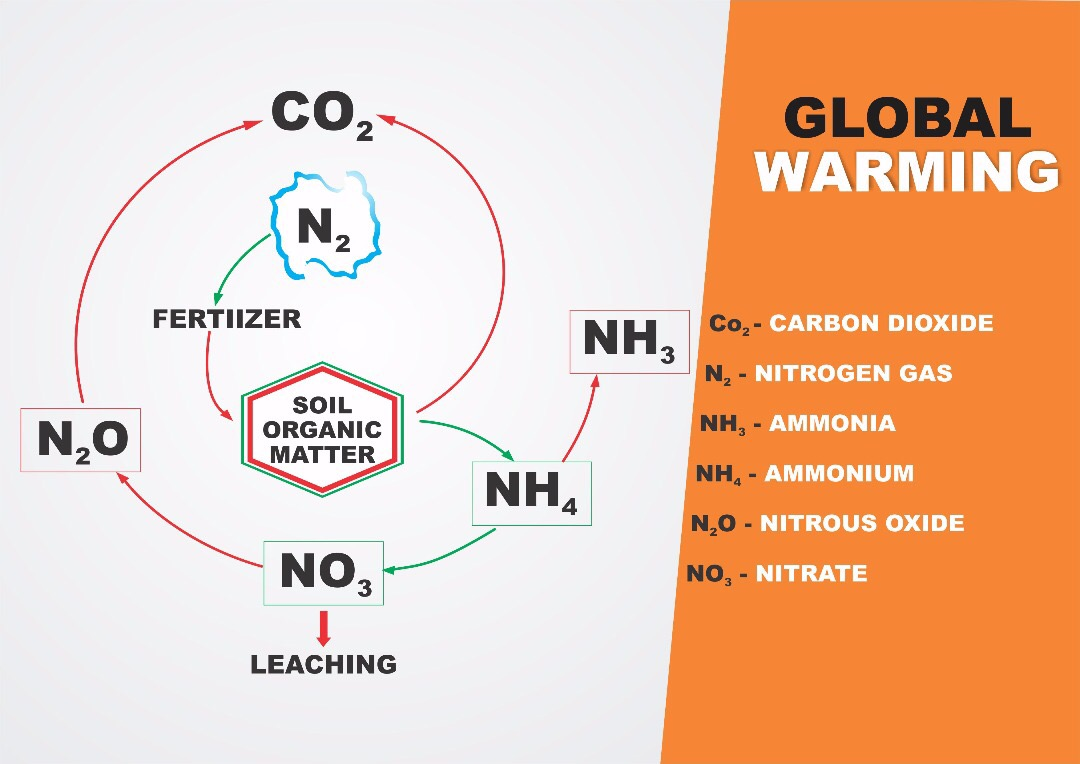 GLOBAL
WARMING
CO₂
N₂
FERTIIZER
SOIL
ORGANIC
MATTER
NH₃
N₂O
NH₄
NO₃
LEACHING
Co₂ - CARBON DIOXIDE
N₂ - NITROGEN GAS
NH₃ - AMMONIA
NH₄ - AMMONIUM
N₂O - NITROUS OXIDE
NO₃ - NITRATE